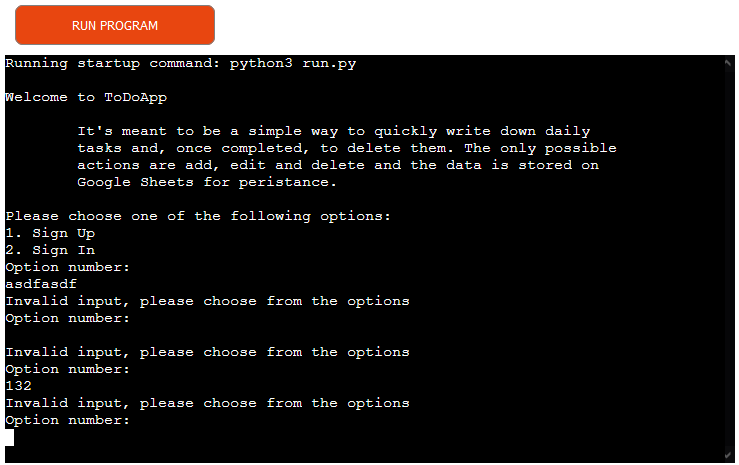 RUN PROGRAM
Running startup command: python3 run.py
Welcome to ToDoApp
It's meant to be a simple way to quickly write down daily
tasks and, once completed, to delete them. The only possible
actions are add, edit and delete and the data is stored on
Google Sheets for peristance.
Please choose one of the following options:
1. Sign Up
2. Sign In
Option number:
asdfasdf
Invalid input, please choose from the options
Option number:
Invalid input, please choose from the options
Option number:
132
Invalid input, please choose from the options
Option number: